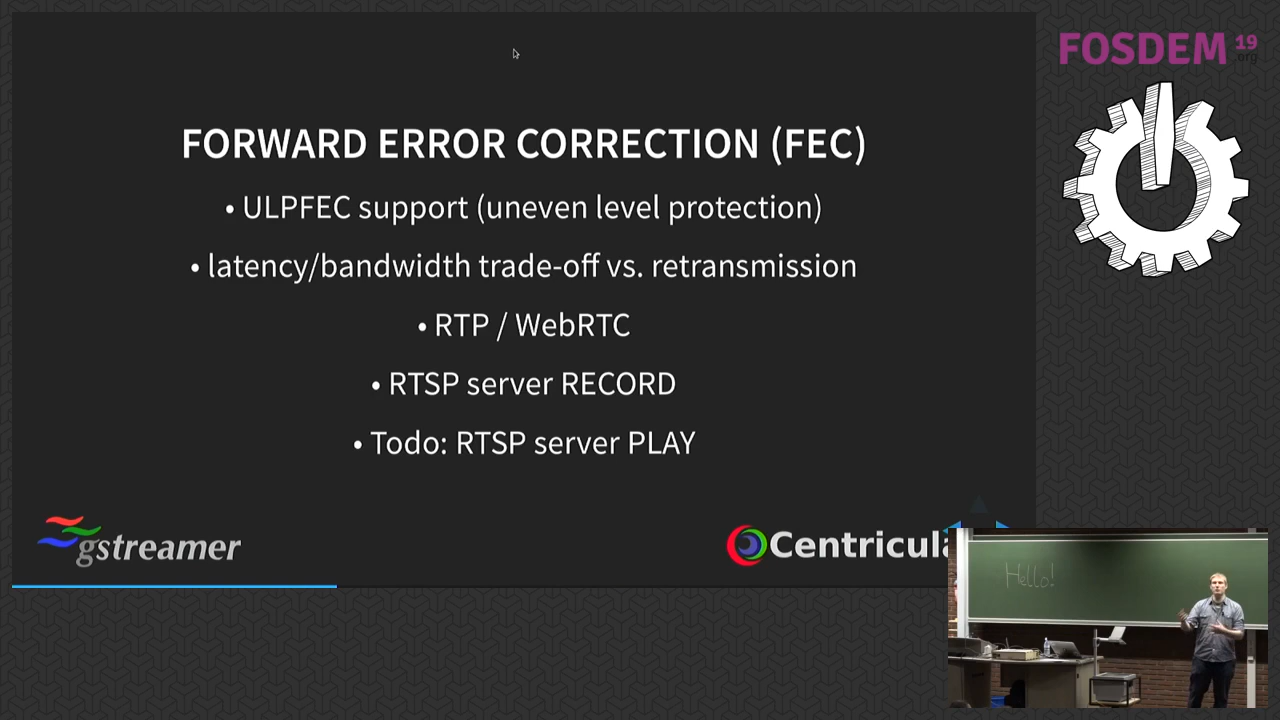 FOSDEM 19
.org
FORWARD ERROR CORRECTION (FEC)
• ULPFEC support (uneven level protection)
• latency/bandwidth trade-off vs. retransmission
• RTP / WebRTC
• RTSP server RECORD
• Todo: RTSP server PLAY
gstreamer
Centricula
Hello!